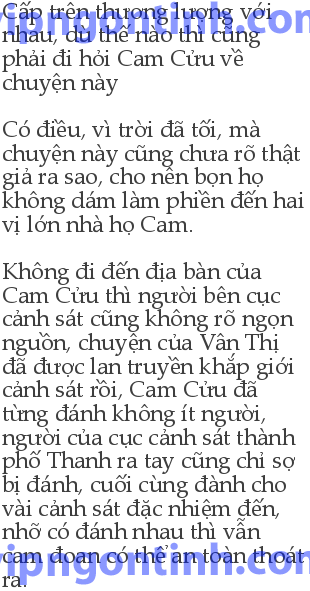 Cấp trên thương lượng với
nhau, dù thế nào thì cũng
phải đi hỏi Cam Cửu về
chuyện này
Có điều, vì trời đã tối, mà
chuyện này cũng chưa rõ thật
giả ra sao, cho nên bọn họ
không dám làm phiền đến hai
vị lớn nhà họ Cam.
Không đi đến địa bàn của
Cam Cửu thì người bên cục
cảnh sát cũng không rõ ngọn
nguồn, chuyện của Vân Thị
đã được lan truyền khắp giới
cảnh sát rồi, Cam Cửu đã
từng đánh không ít người,
người của cục cảnh sát thành
phố Thanh ra tay cũng chỉ sợ
bị đánh, cuối cùng đành cho
vài cảnh sát đặc nhiệm đến,
nhỡ có đánh nhau thì vẫn
cam đoan có thể an toàn thoát
ra.
ipngontinh.com
ipngontinh.com